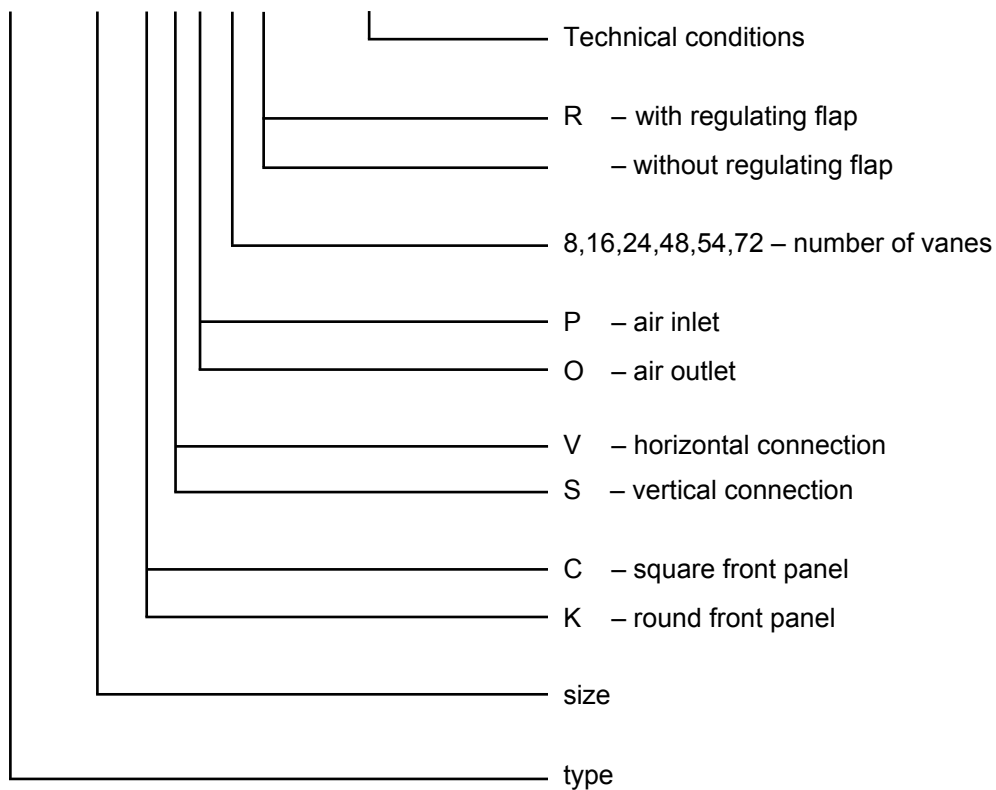 Technical conditions
R – with regulating flap
– without regulating flap
8,16,24,48,54,72 – number of vanes
P – air inlet
O – air outlet
V – horizontal connection
S – vertical connection
C – square front panel
K – round front panel
size
type